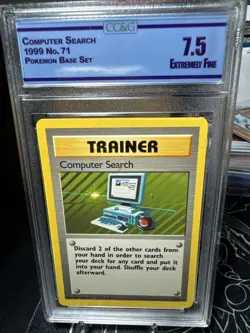 CC&G
COMPUTER SEARCH
1999 NO. 71
POKEMON BASE SET
7.5
EXTREMELY FINE
TRAINER
Computer Search
Discard 2 of the other cards from
your hand in order to search
your deck for any card and put it
into your hand. Shuffle your deck
afterward.